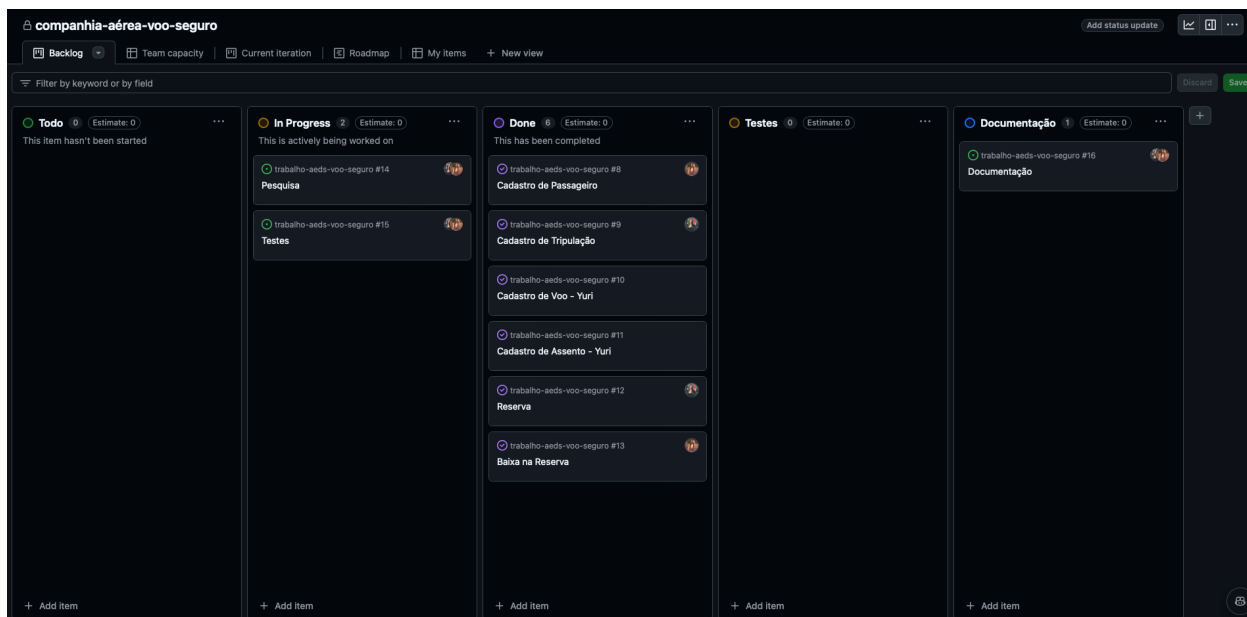 companhia-aérea-voo-seguro
Add status update
Backlog
Team capacity
Current iteration
Roadmap
My items
New view
Filter by keyword or by field
Discard
Save
Todo 0 Estimate: 0
This item hasn't been started
Add item
In Progress 2 Estimate: 0
This is actively being worked on
trabalho-aeds-voo-seguro #14
Pesquisa
trabalho-aeds-voo-seguro #15
Testes
Add item
Done 6 Estimate: 0
This has been completed
trabalho-aeds-voo-seguro #8
Cadastro de Passageiro
trabalho-aeds-voo-seguro #9
Cadastro de Tripulação
trabalho-aeds-voo-seguro #10
Cadastro de Voo - Yuri
trabalho-aeds-voo-seguro #11
Cadastro de Assento - Yuri
trabalho-aeds-voo-seguro #12
Reserva
trabalho-aeds-voo-seguro #13
Baixa na Reserva
Add item
Testes 0 Estimate: 0
Add item
Documentação 1 Estimate: 0
trabalho-aeds-voo-seguro #16
Documentação
Add item